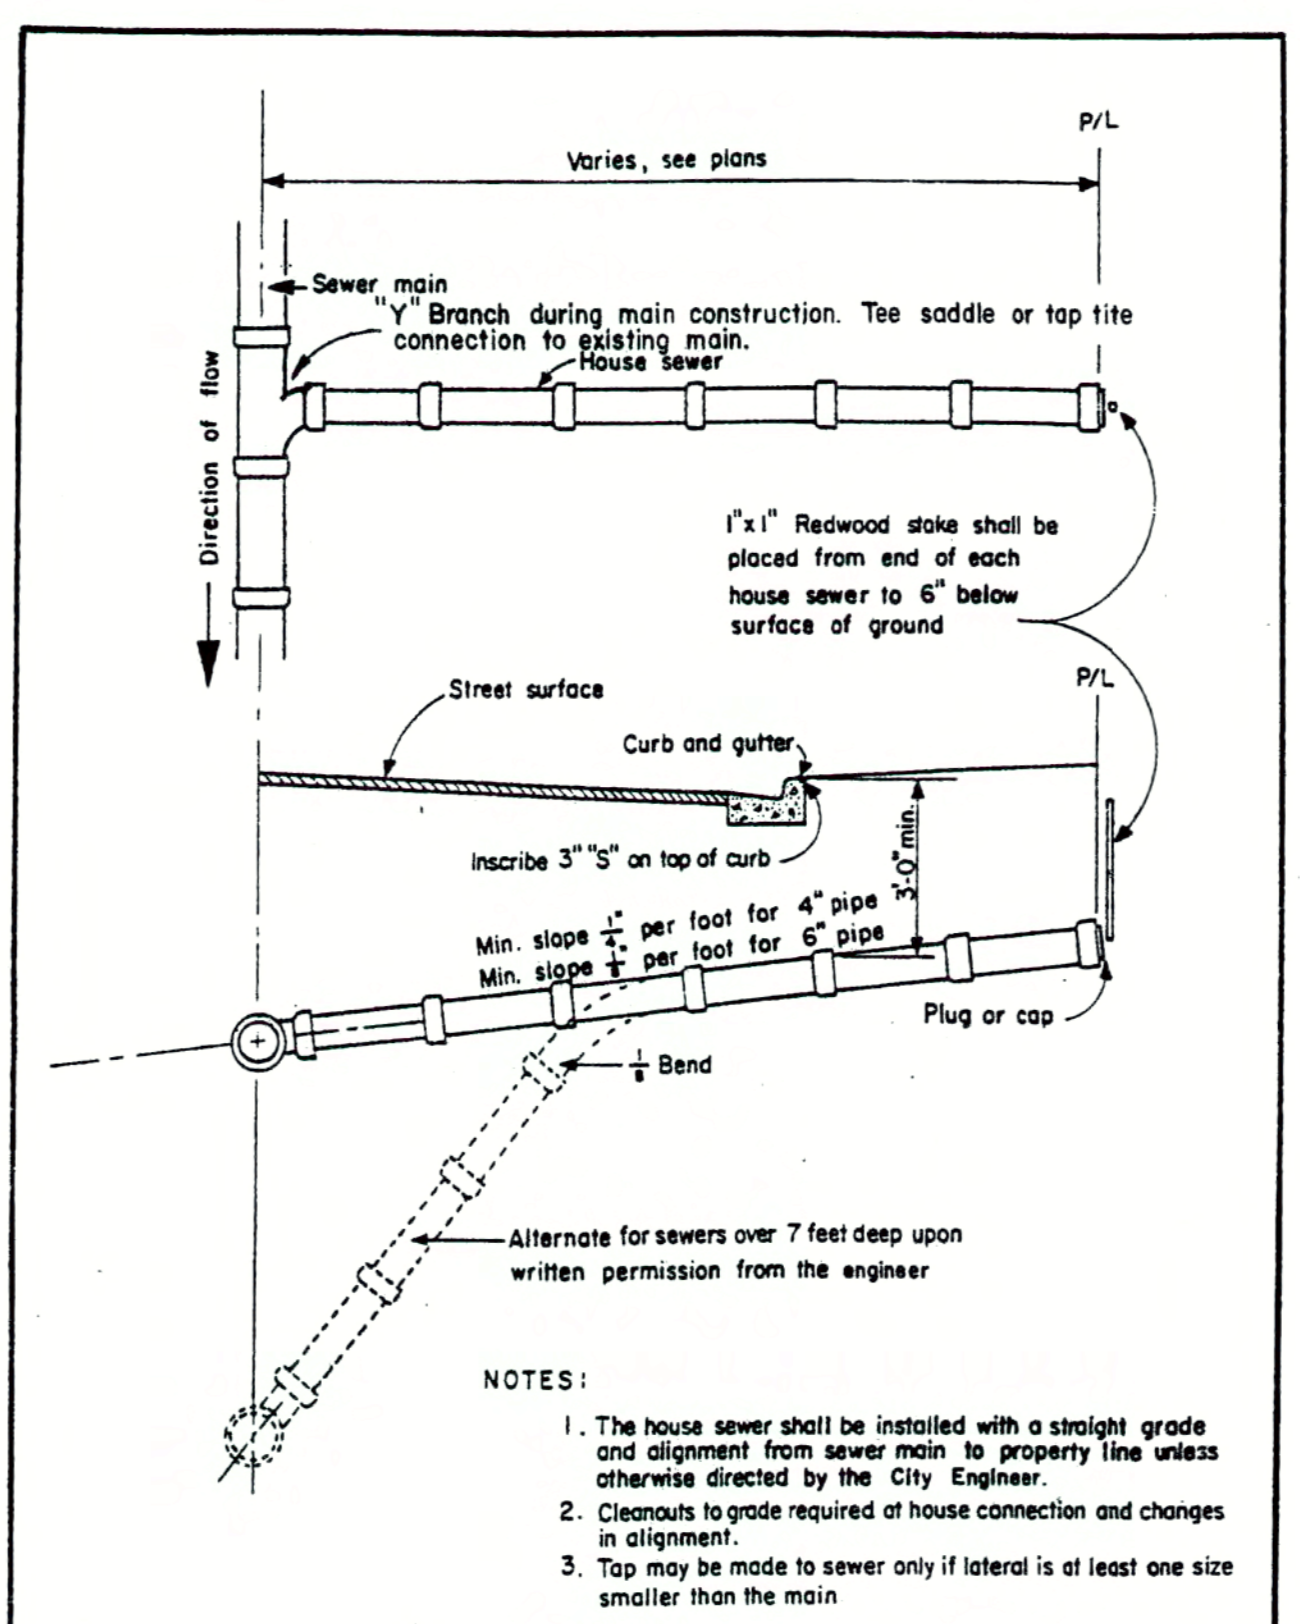 P/L
Varies, see plans
Sewer main
"Y" Branch during main construction. Tee saddle or tap tite
connection to existing main.
House sewer
Direction of flow
1"x1" Redwood stake shall be
placed from end of each
house sewer to 6" below
surface of ground
P/L
Street surface
Curb and gutter
Inscribe 3" "S" on top of curb
3'-0" min.
Min. slope 1/4" per foot for 4" pipe
Min. slope 1/8" per foot for 6" pipe
Plug or cap
1/8 Bend
Alternate for sewers over 7 feet deep upon
written permission from the engineer
NOTES:
1. The house sewer shall be installed with a straight grade
and alignment from sewer main to property line unless
otherwise directed by the City Engineer.
2. Cleanouts to grade required at house connection and changes
in alignment.
3. Tap may be made to sewer only if lateral is at least one size
smaller than the main